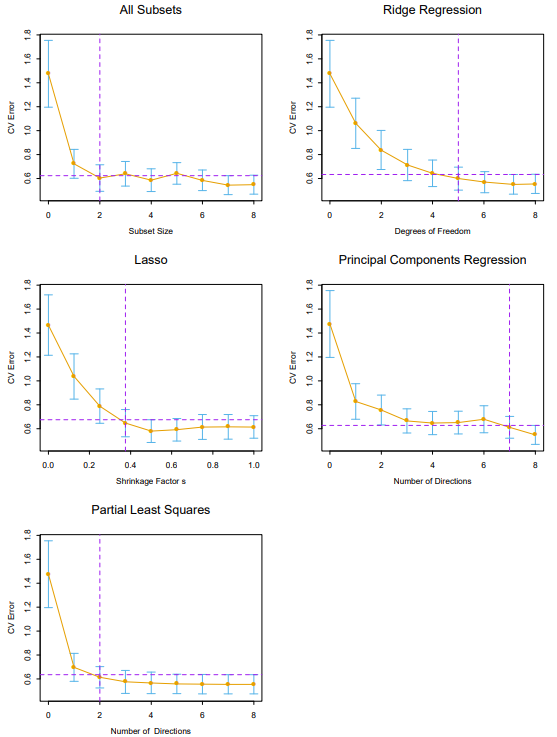 All Subsets
CV Error
1.8
1.6
1.4
1.2
1.0
0.8
0.6
0 2 4 6 8
Subset Size
Ridge Regression
CV Error
1.8
1.6
1.4
1.2
1.0
0.8
0.6
0 2 4 6 8
Degrees of Freedom
Lasso
CV Error
1.8
1.6
1.4
1.2
1.0
0.8
0.6
0.0 0.2 0.4 0.6 0.8 1.0
Shrinkage Factor s
Principal Components Regression
CV Error
1.8
1.6
1.4
1.2
1.0
0.8
0.6
0 2 4 6 8
Number of Directions
Partial Least Squares
CV Error
1.8
1.6
1.4
1.2
1.0
0.8
0.6
0 2 4 6 8
Number of Directions